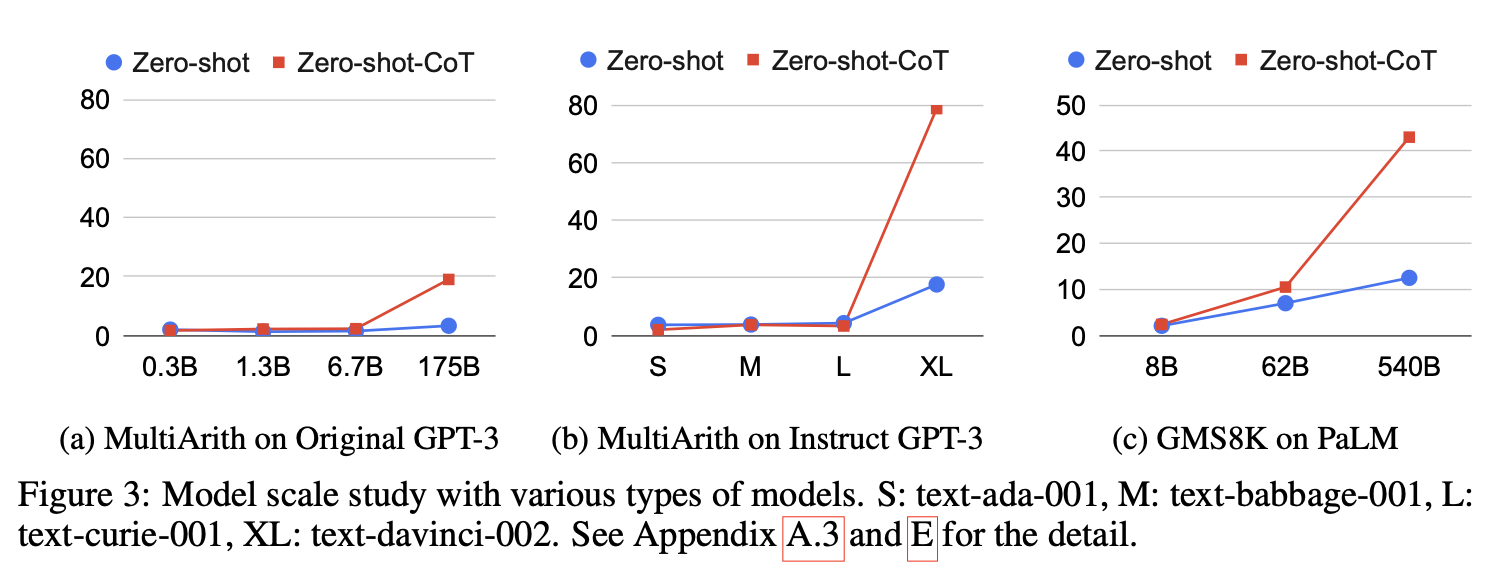 Zero-shot Zero-shot-CoT
80
60
40
20
0
0.3B 1.3B 6.7B 175B
(a) MultiArith on Original GPT-3
Zero-shot Zero-shot-CoT
80
60
40
20
0
S M L XL
(b) MultiArith on Instruct GPT-3
Zero-shot Zero-shot-CoT
50
40
30
20
10
0
8B 62B 540B
(c) GMS8K on PaLM
Figure 3: Model scale study with various types of models. S: text-ada-001, M: text-babbage-001, L:
text-curie-001, XL: text-davinci-002. See Appendix A.3 and E for the detail.